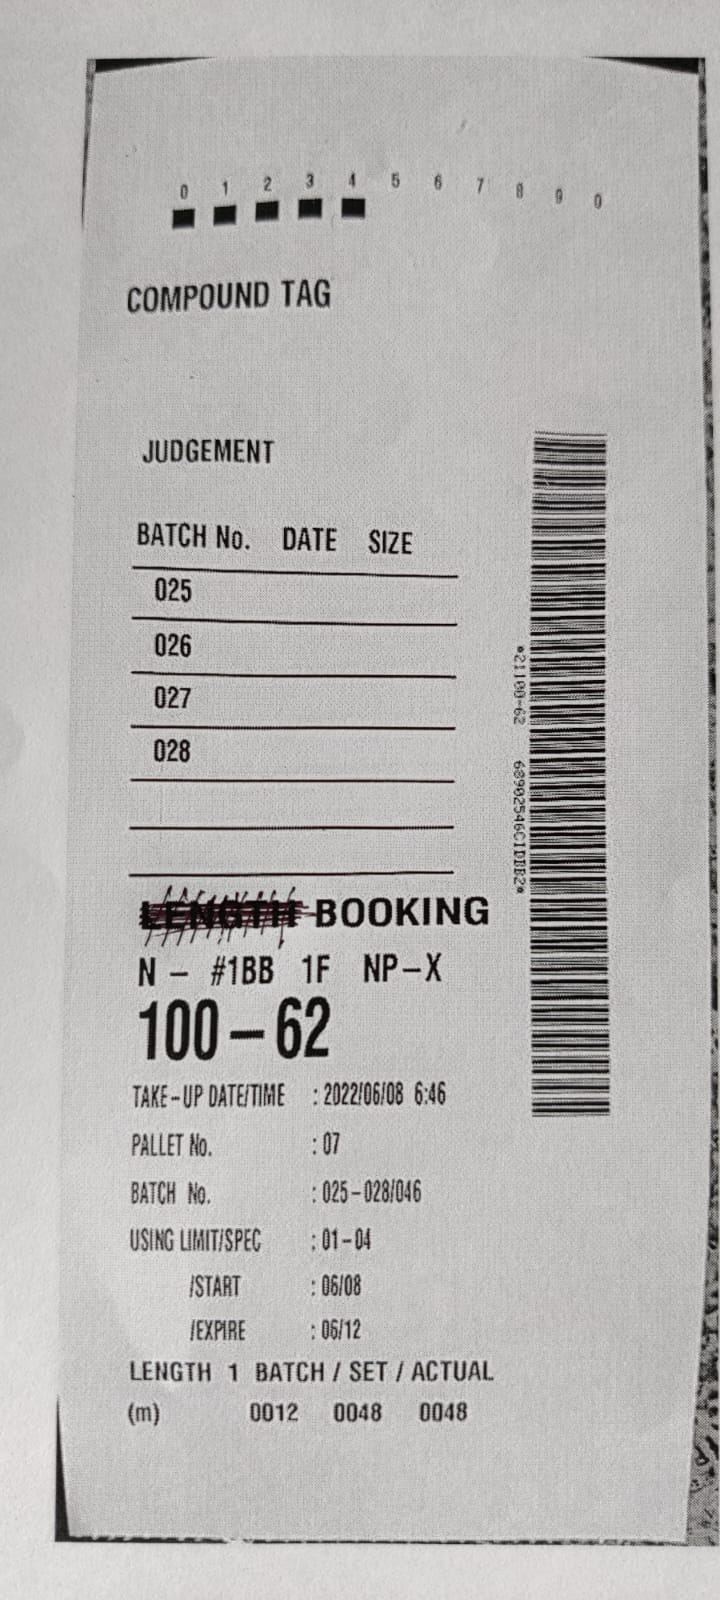 0 1 2 3 4 5 6 7 8 9 0
COMPOUND TAG
JUDGEMENT
BATCH No. DATE SIZE
025
026
027
028
LENGTH BOOKING
N - #1BB 1F NP-X
100-62
TAKE-UP DATE/TIME : 2022/06/08 6:46
PALLET No. : 07
BATCH No. : 025-028/046
USING LIMIT/SPEC : 01-04
/START : 06/08
/EXPIRE : 06/12
LENGTH 1 BATCH / SET / ACTUAL
(m) 0012 0048 0048
*21100-62